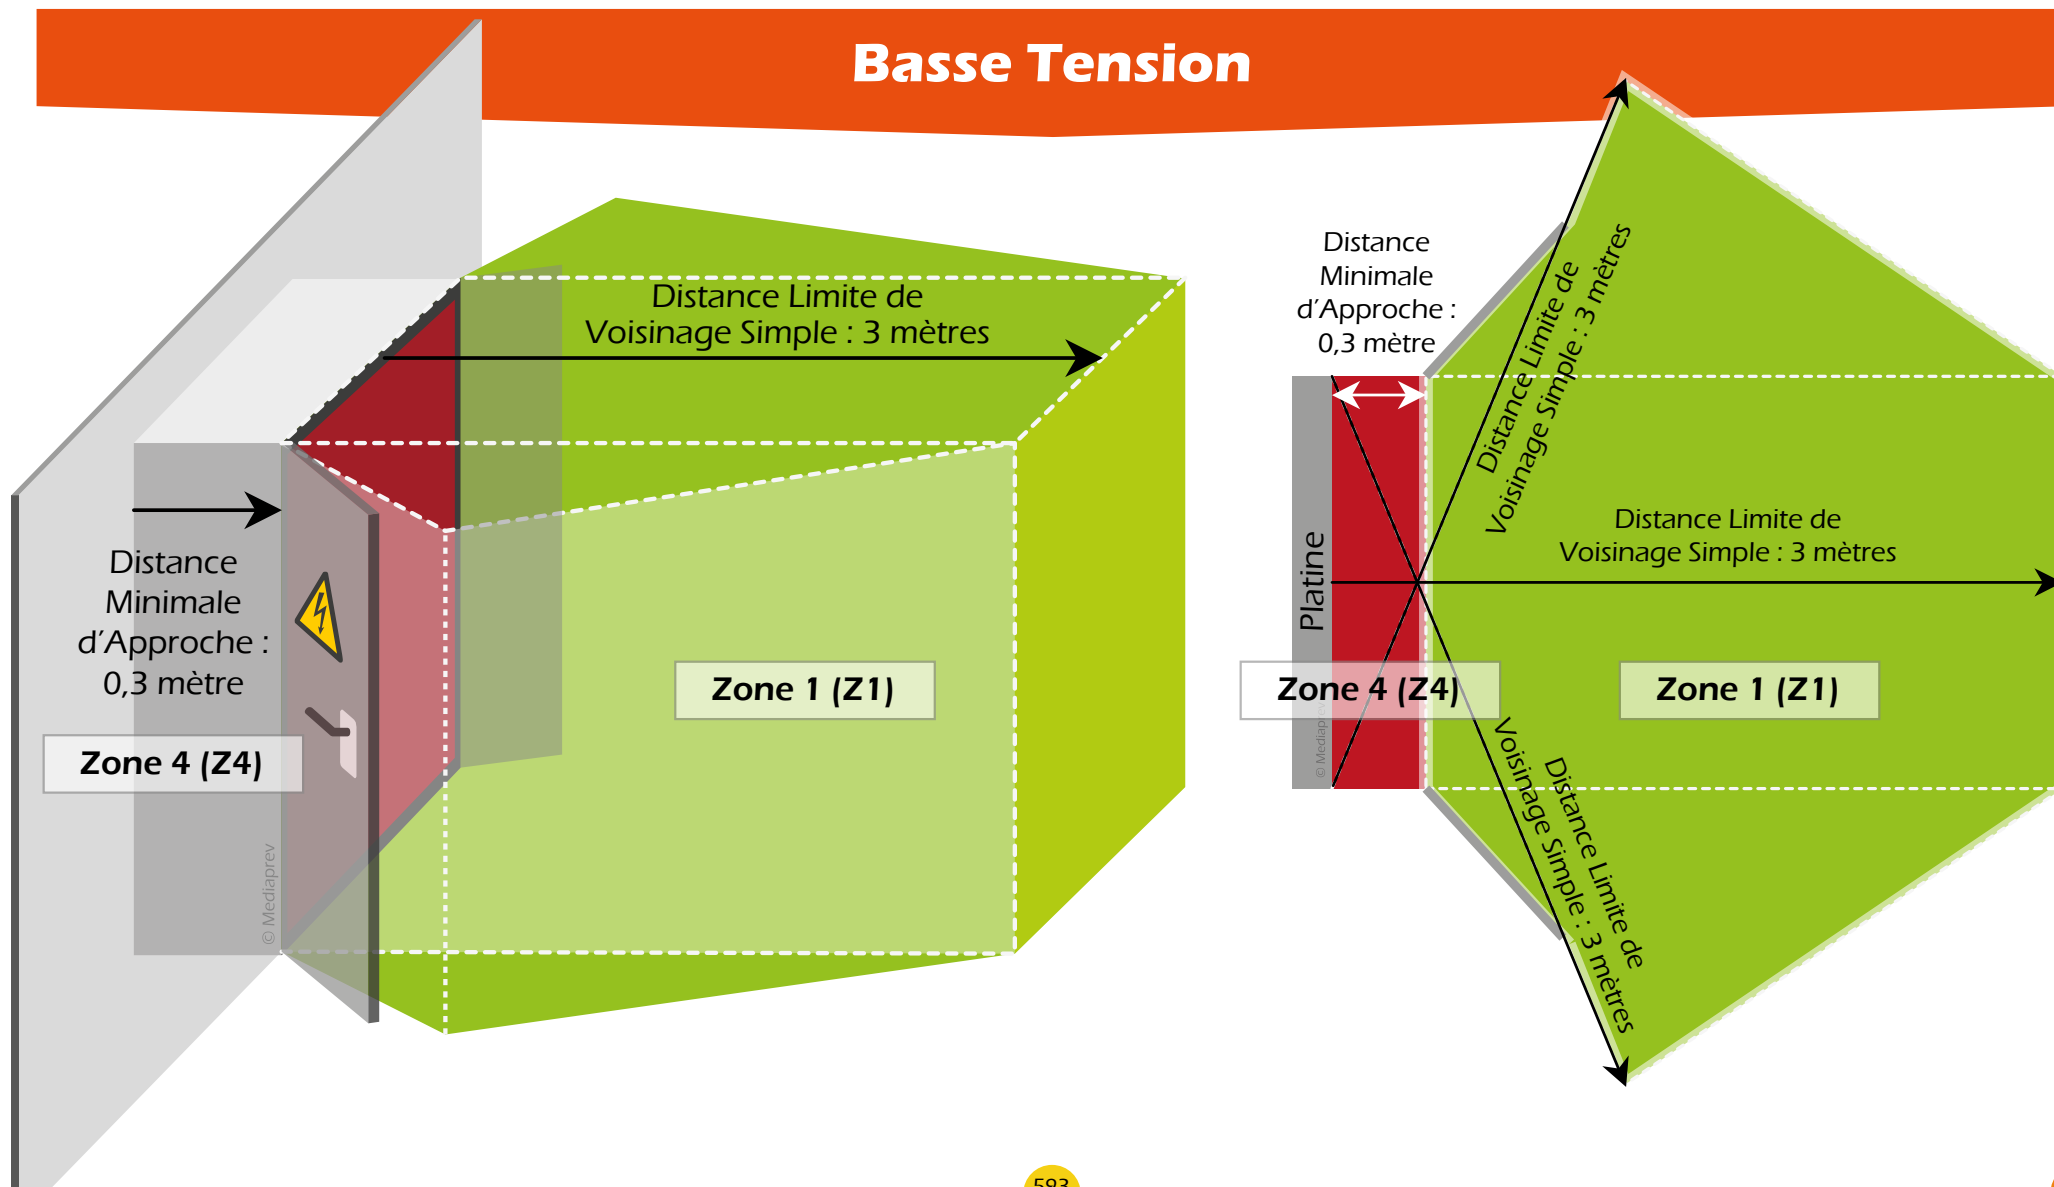 Basse Tension
Distance Limite de
Voisinage Simple : 3 mètres
Distance
Minimale
d'Approche :
0,3 mètre
Zone 4 (Z4)
Zone 1 (Z1)
© Mediaprev
Distance
Minimale
d'Approche :
0,3 mètre
Distance Limite de
Voisinage Simple : 3 mètres
Distance Limite de
Voisinage Simple : 3 mètres
Platine
Zone 4 (Z4)
Zone 1 (Z1)
© Mediaprev
Distance Limite de
Voisinage Simple : 3 mètres
593